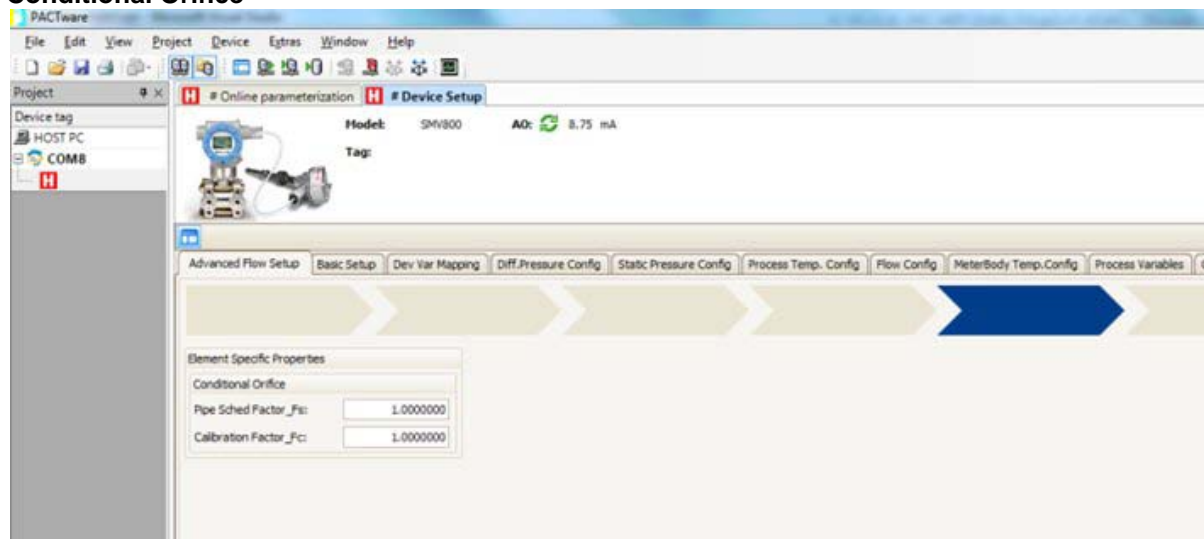 Conditional Orifice
PACTware
File Edit View Project Device Extras Window Help
Project
# Online parameterization
# Device Setup
Device tag
HOST PC
COM8
Model: SMV800 AO: 8.75 mA
Tag:
Advanced Flow Setup Basic Setup Dev Var Mapping Diff.Pressure Config Static Pressure Config Process Temp. Config Flow Config MeterBody Temp.Config Process Variables
Element Specific Properties
Conditional Orifice
Pipe Sched Factor_Fs: 1.0000000
Calibration Factor_Fc: 1.0000000